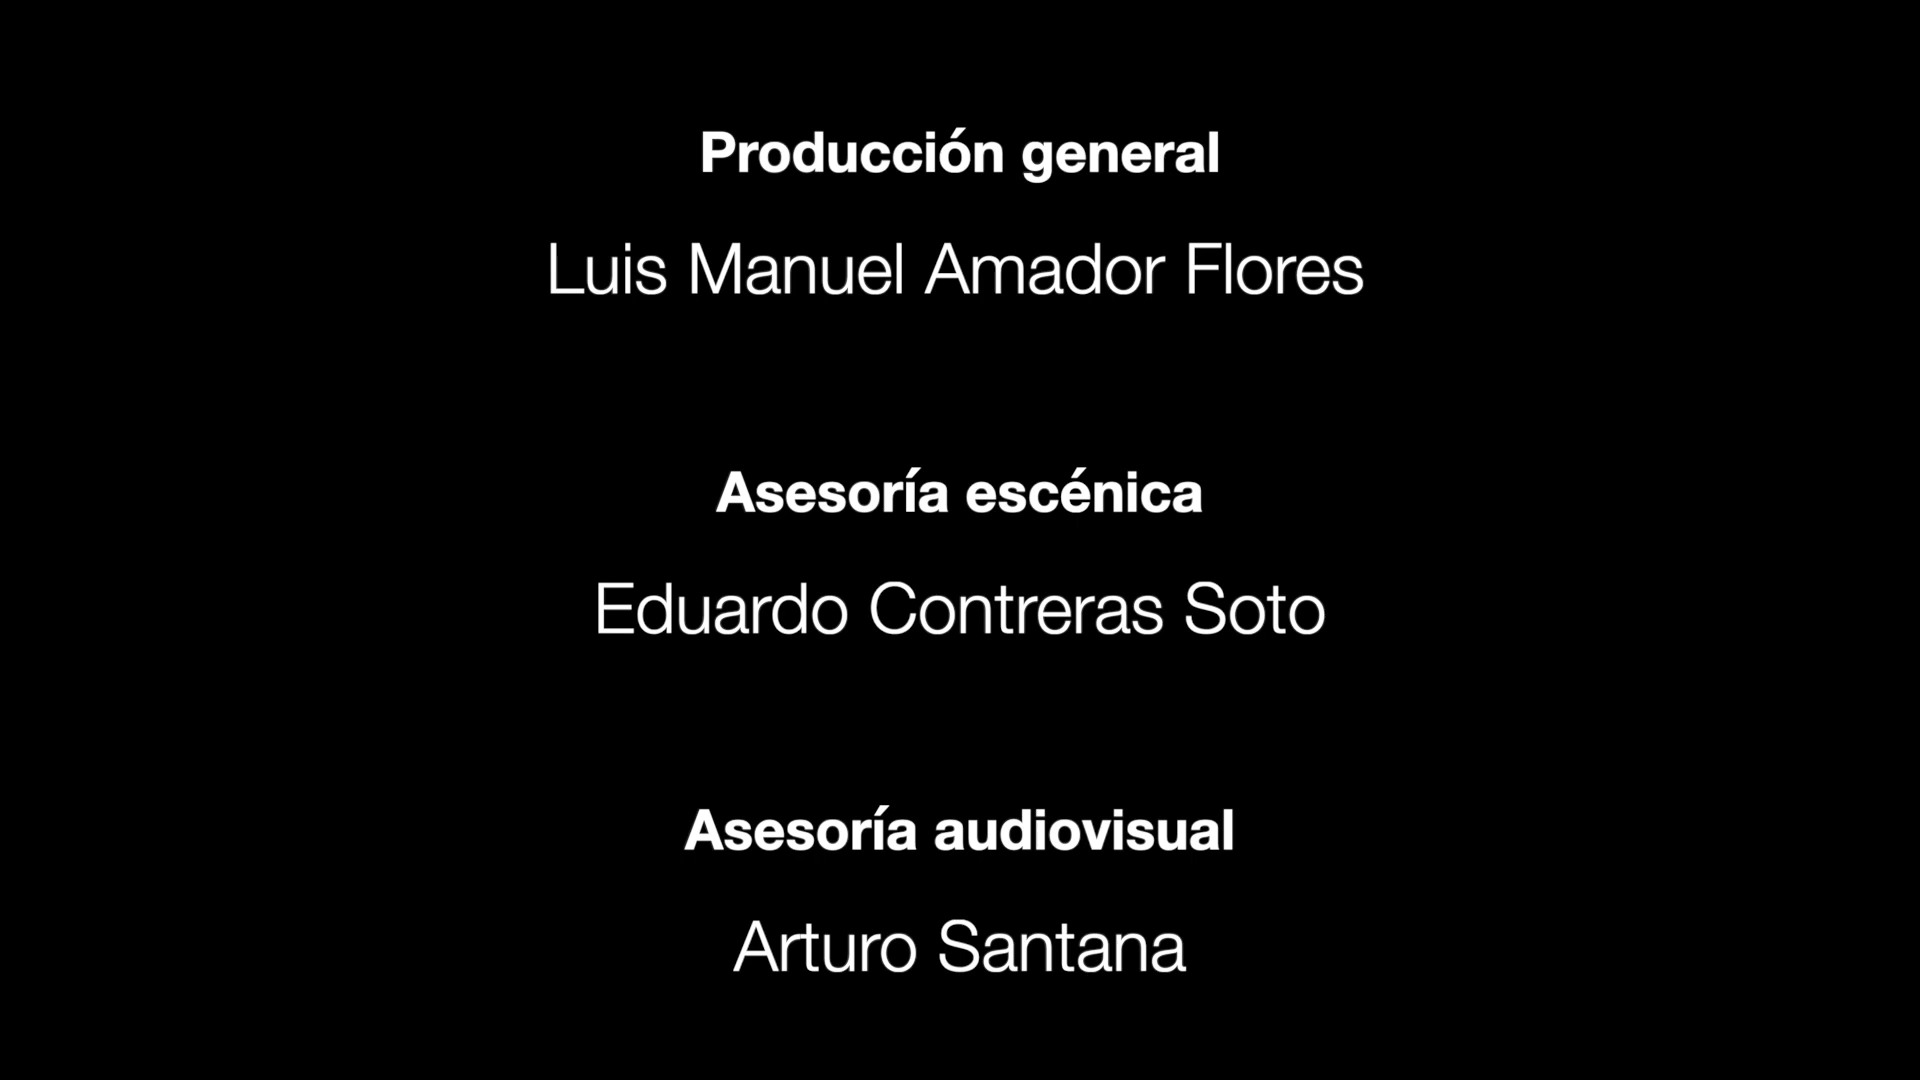 Producción general
Luis Manuel Amador Flores
Asesoría escénica
Eduardo Contreras Soto
Asesoría audiovisual
Arturo Santana